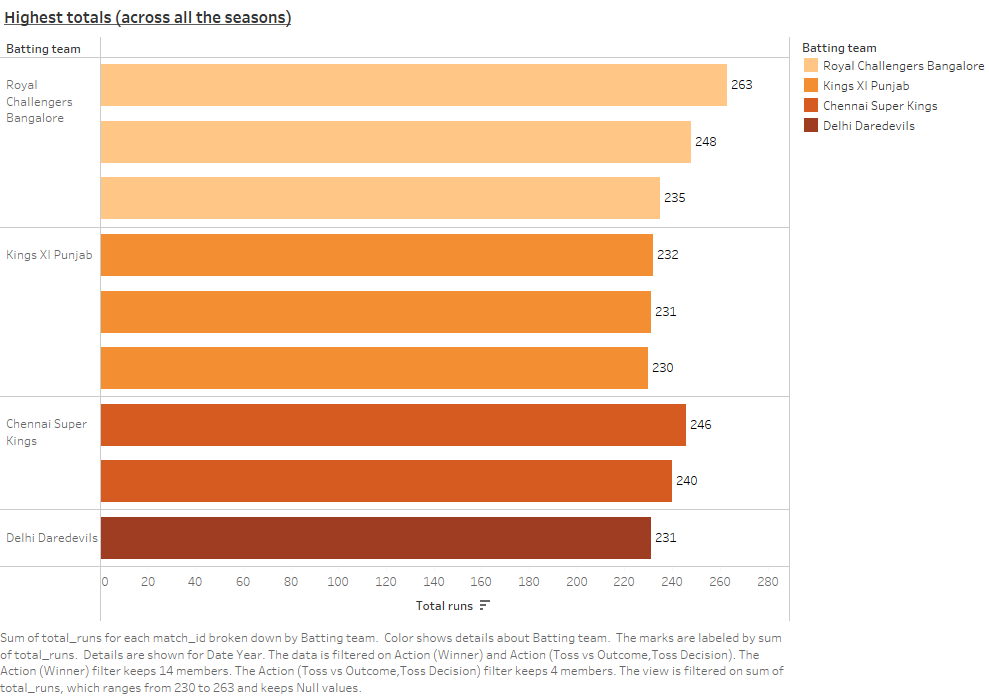 Highest totals (across all the seasons)
Batting team
Royal
Challengers
Bangalore
263
248
235
Kings XI Punjab
232
231
230
Chennai Super
Kings
246
240
Delhi Daredevils
231
0 20 40 60 80 100 120 140 160 180 200 220 240 260 280
Total runs
Batting team
Royal Challengers Bangalore
Kings XI Punjab
Chennai Super Kings
Delhi Daredevils
Sum of total_runs for each match_id broken down by Batting team.  Color shows details about Batting team.  The marks are labeled by sum
of total_runs.  Details are shown for Date Year. The data is filtered on Action (Winner) and Action (Toss vs Outcome,Toss Decision). The
Action (Winner) filter keeps 14 members. The Action (Toss vs Outcome,Toss Decision) filter keeps 4 members. The view is filtered on sum of
total_runs, which ranges from 230 to 263 and keeps Null values.